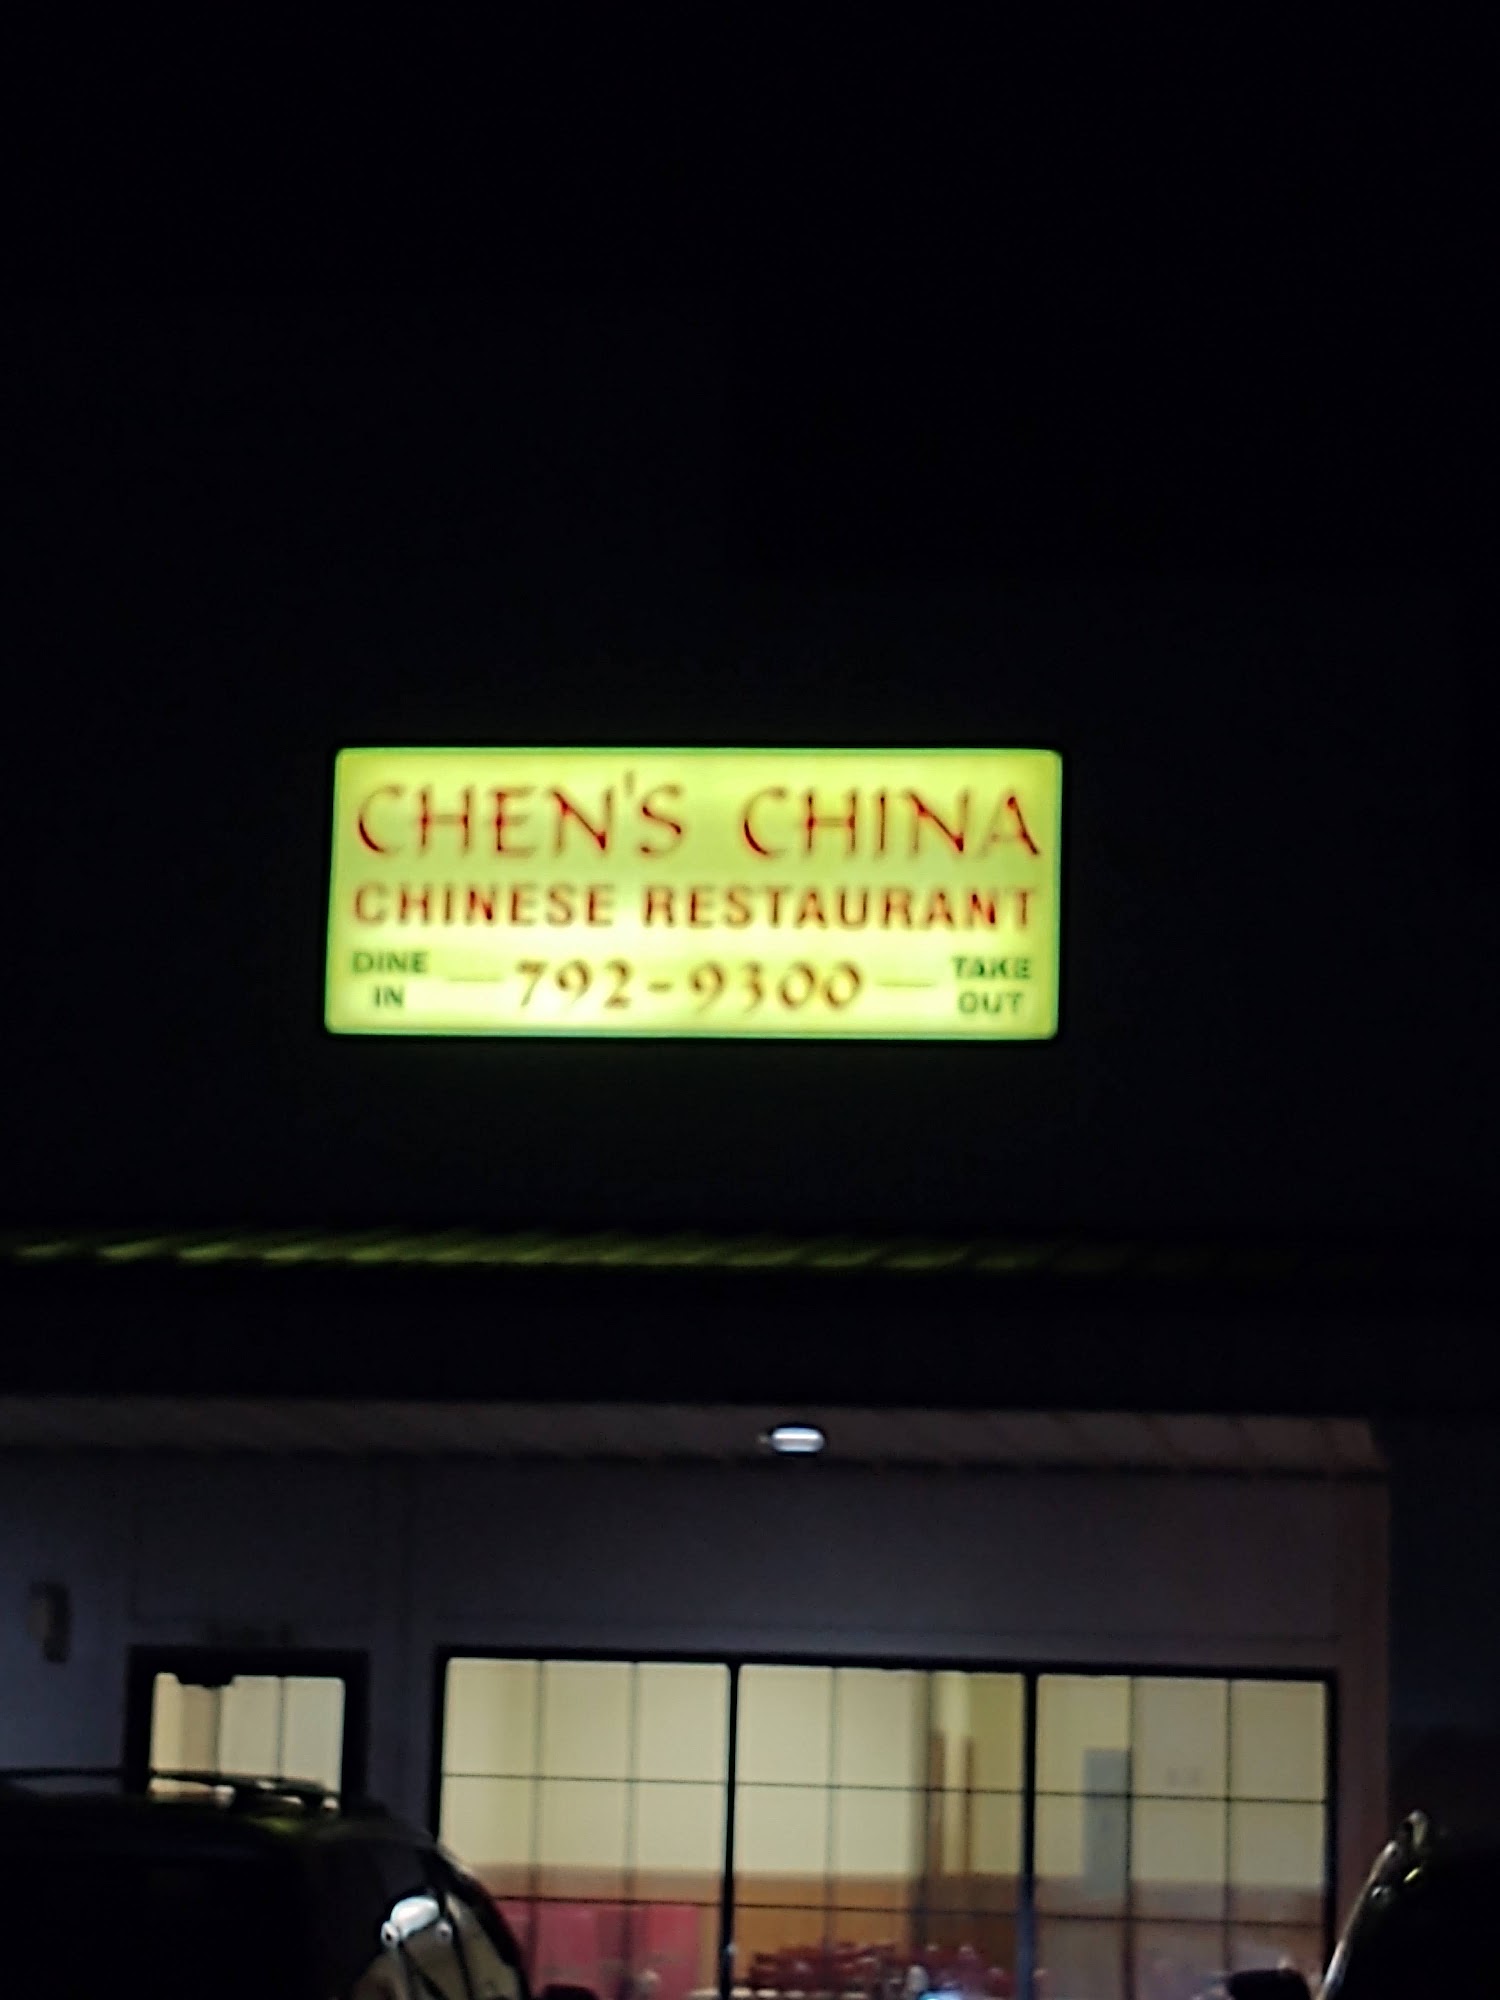 CHEN'S CHINA
CHINESE RESTAURANT
DINE IN — 792-9300 — TAKE OUT